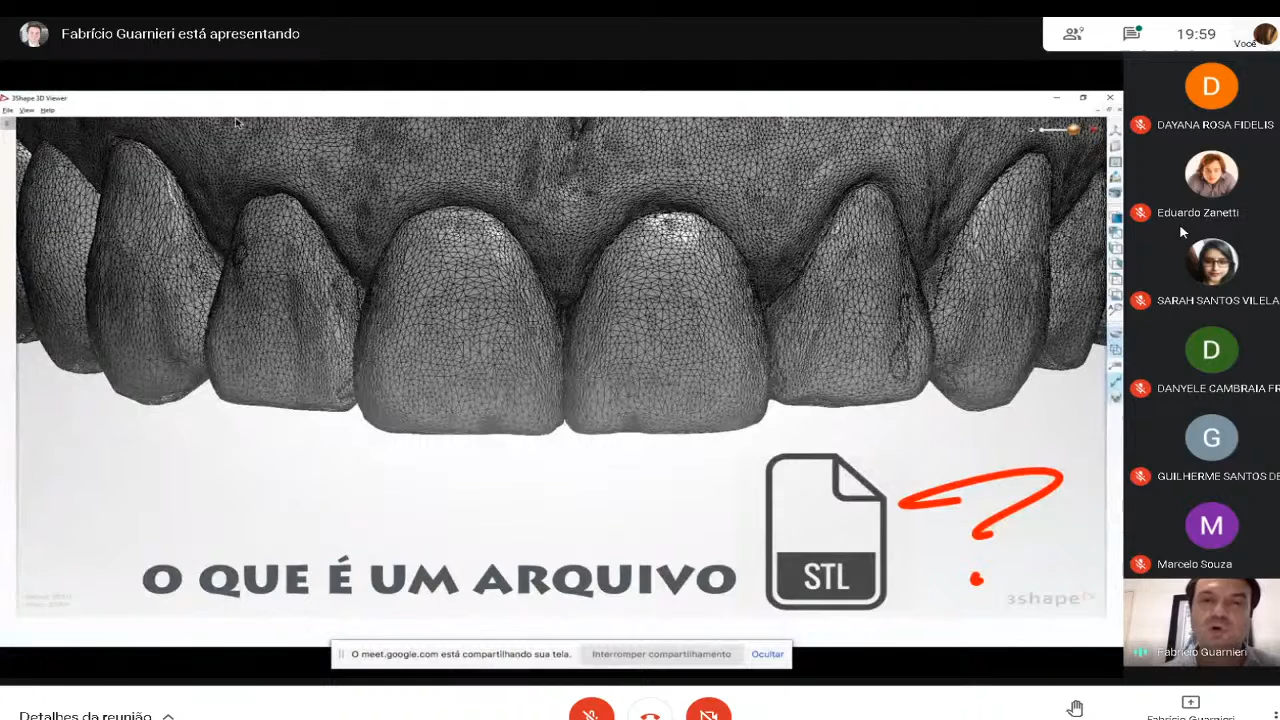 Fabrício Guarnieri está apresentando
19:59
Você
3Shape 3D Viewer
File View Help
D
DAYANA ROSA FIDELIS
Eduardo Zanetti
SARAH SANTOS VILELA
D
DANYELE CAMBRAIA FR
G
GUILHERME SANTOS DE
M
Marcelo Souza
O QUE É UM ARQUIVO
STL
?
3shape
Fabrício Guarnieri
O meet.google.com está compartilhando sua tela.
Interromper compartilhamento
Ocultar
Detalhes da reunião
Fabrício Guarnieri